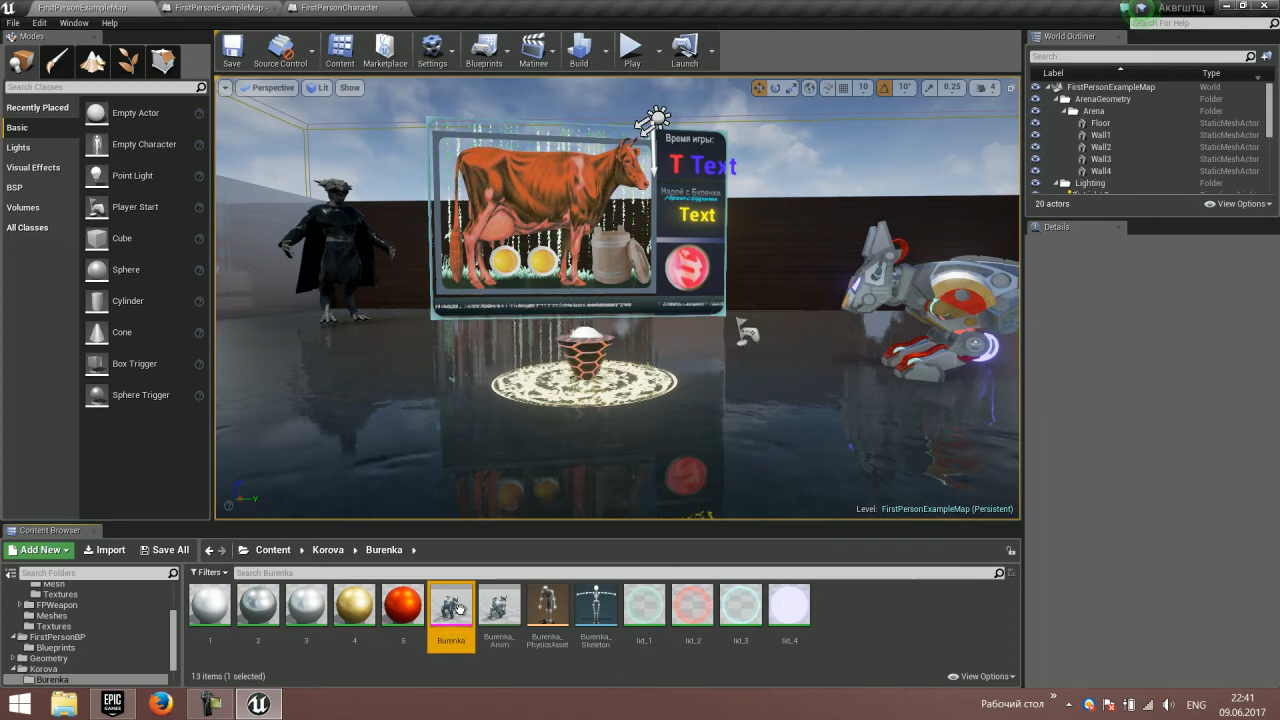 FirstPersonExampleMap
FirstPersonExampleMap -
FirstPersonCharacter
Аквгштщ
File Edit Window Help
Search For Help
Modes
Search Classes
Recently Placed
Basic
Lights
Visual Effects
BSP
Volumes
All Classes
Empty Actor
Empty Character
Point Light
Player Start
Cube
Sphere
Cylinder
Cone
Box Trigger
Sphere Trigger
Save
Source Control
Content
Marketplace
Settings
Blueprints
Matinee
Build
Play
Launch
Perspective
Lit
Show
10
10°
0.25
4
Время игры:
T Text
Надой с Буренки
Text
Level: FirstPersonExampleMap (Persistent)
World Outliner
Search...
Label Type
FirstPersonExampleMap World
ArenaGeometry Folder
Arena Folder
Floor StaticMeshActor
Wall1 StaticMeshActor
Wall2 StaticMeshActor
Wall3 StaticMeshActor
Wall4 StaticMeshActor
Lighting Folder
20 actors
View Options
Details
Content Browser
Add New Import Save All Content Korova Burenka
Search Folders
Filters
Search Burenka
Mesh
Textures
FPWeapon
Meshes
Textures
FirstPersonBP
Blueprints
Geometry
Korova
Burenka
1
2
3
4
5
Burenka
Burenka_
Anim
Burenka_
PhysicsAsset
Burenka_
Skeleton
lid_1
lid_2
lid_3
lid_4
13 items (1 selected)
View Options
EPIC
GAMES
Рабочий стол
»
ENG
22:41
09.06.2017